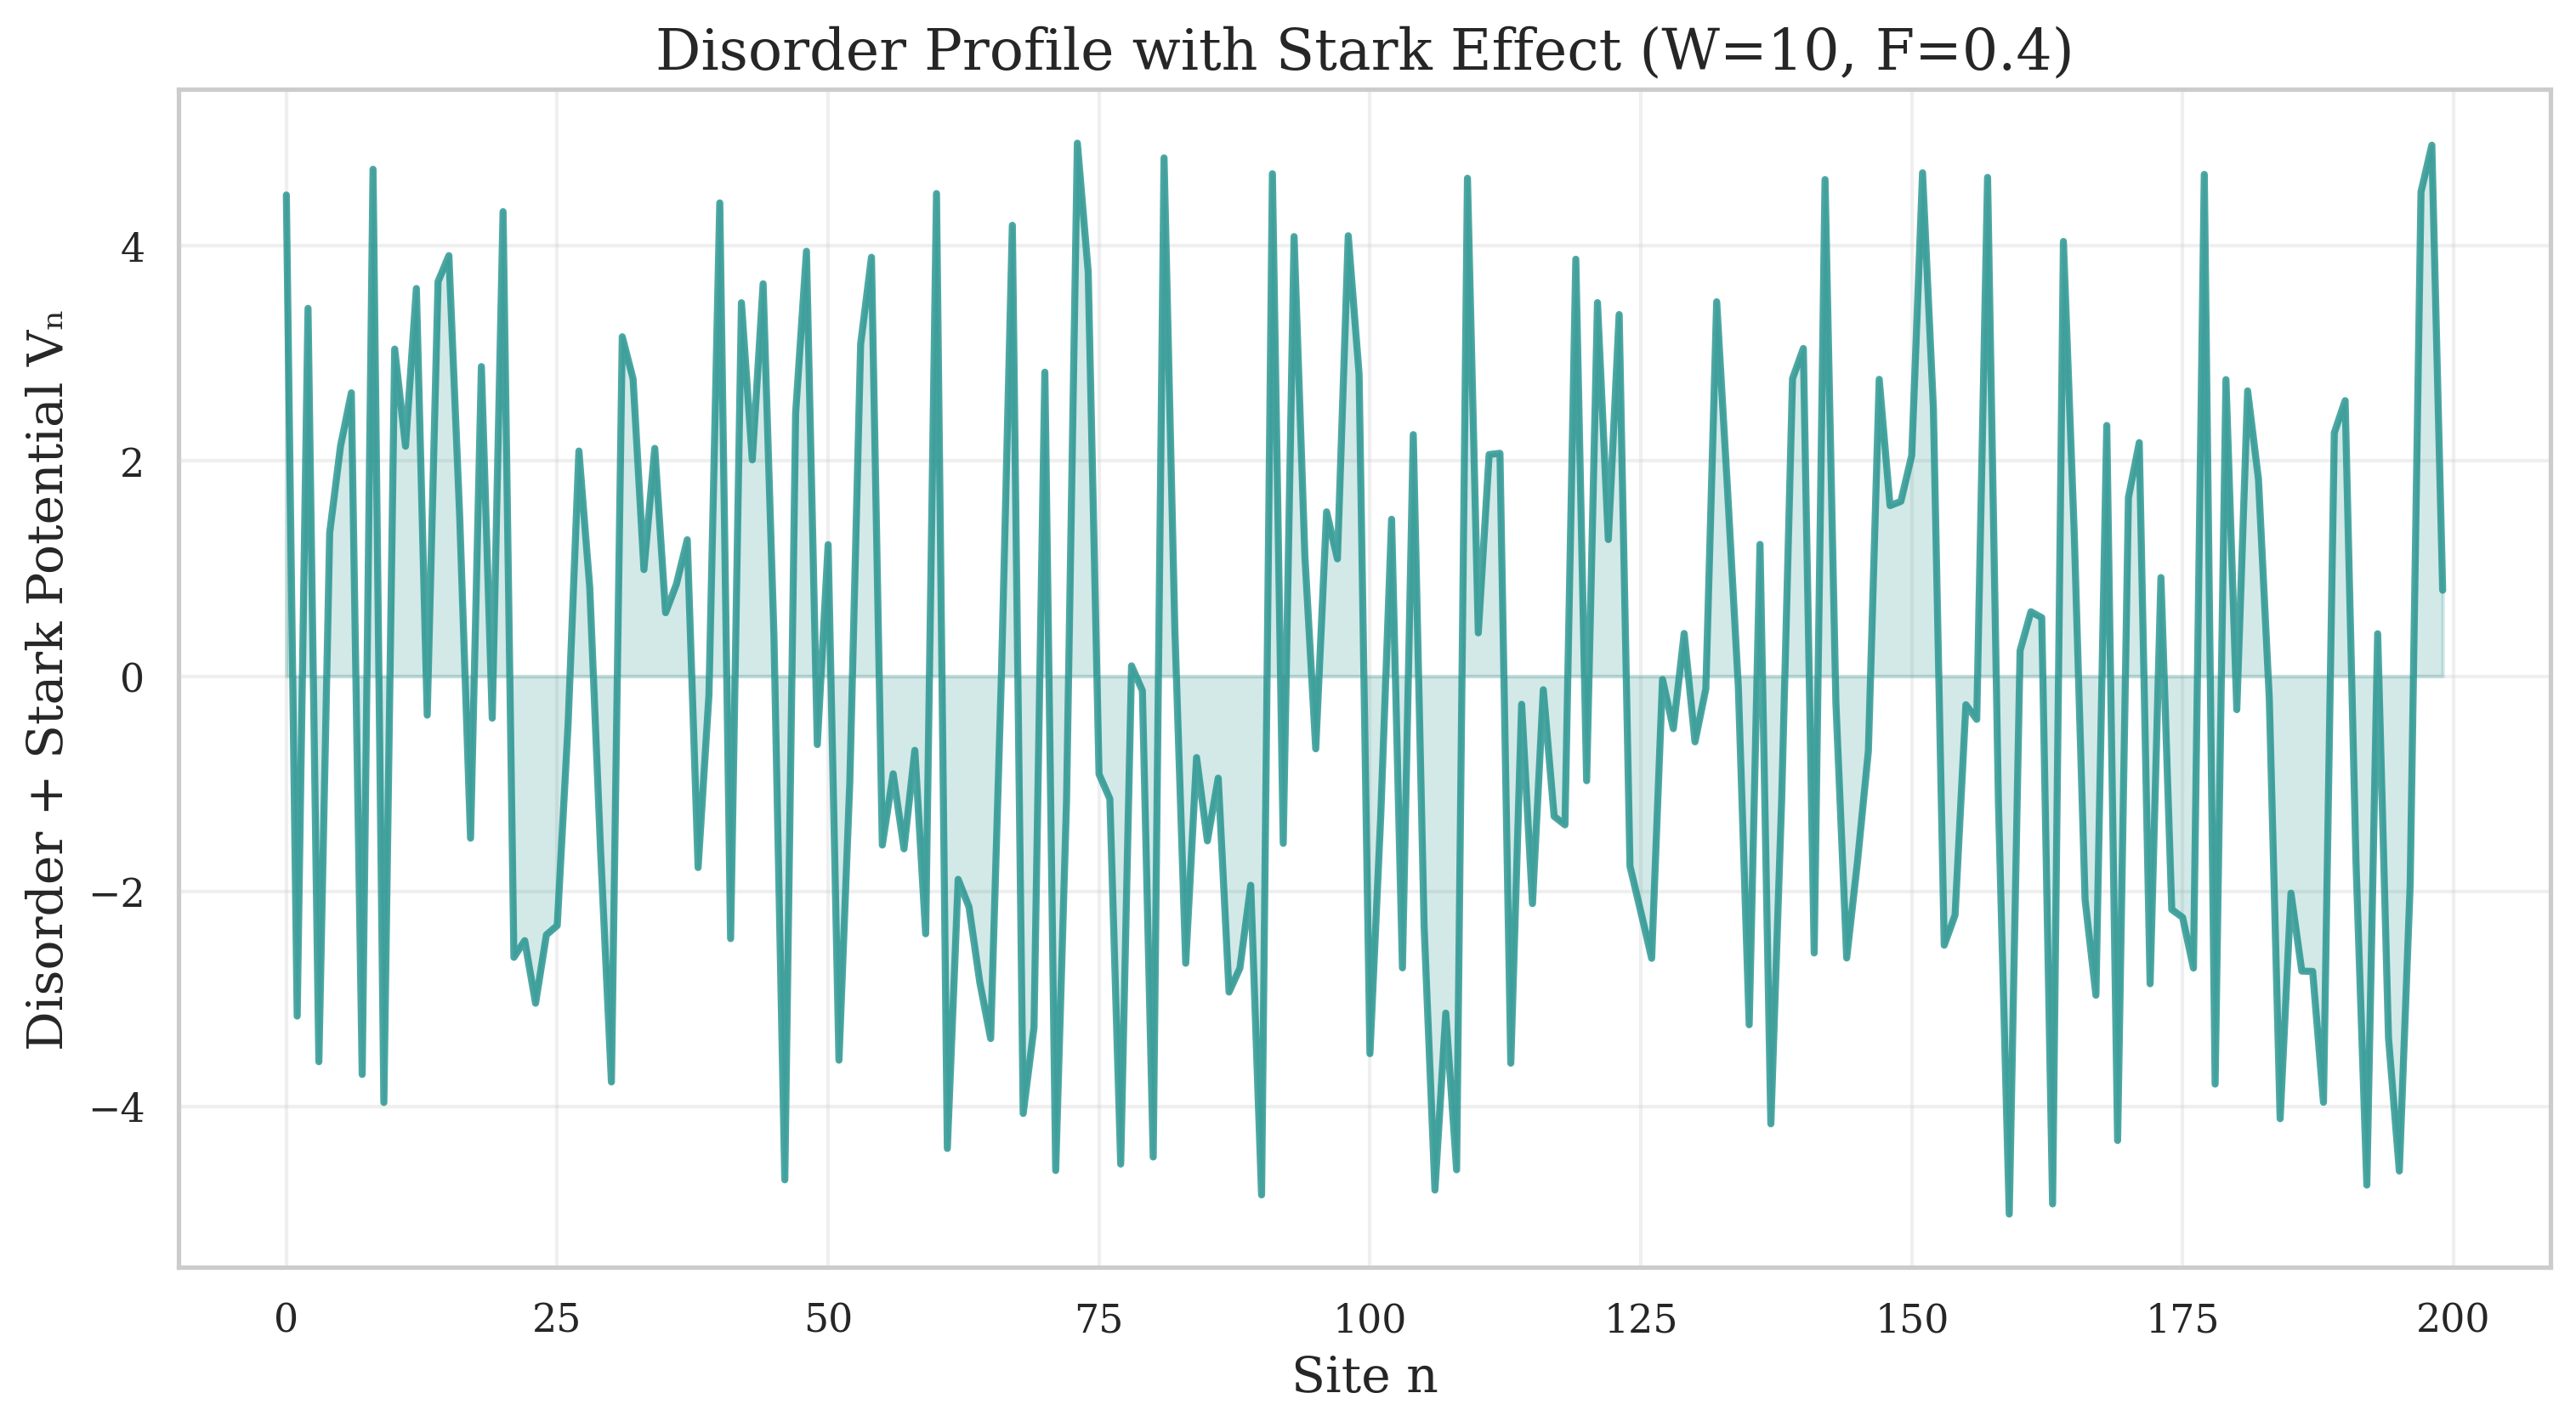 Disorder Profile with Stark Effect (W=10, F=0.4)
Disorder + Stark Potential Vₙ
4
2
0
−2
−4
0 25 50 75 100 125 150 175 200
Site n